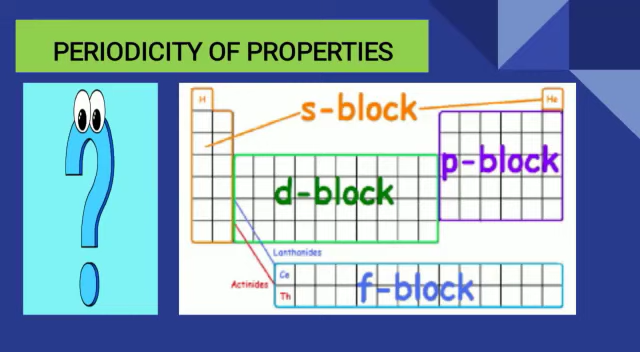 PERIODICITY OF PROPERTIES
H
s-block
He
p-block
d-block
Lanthanides
Ce
Actinides
Th
f-block